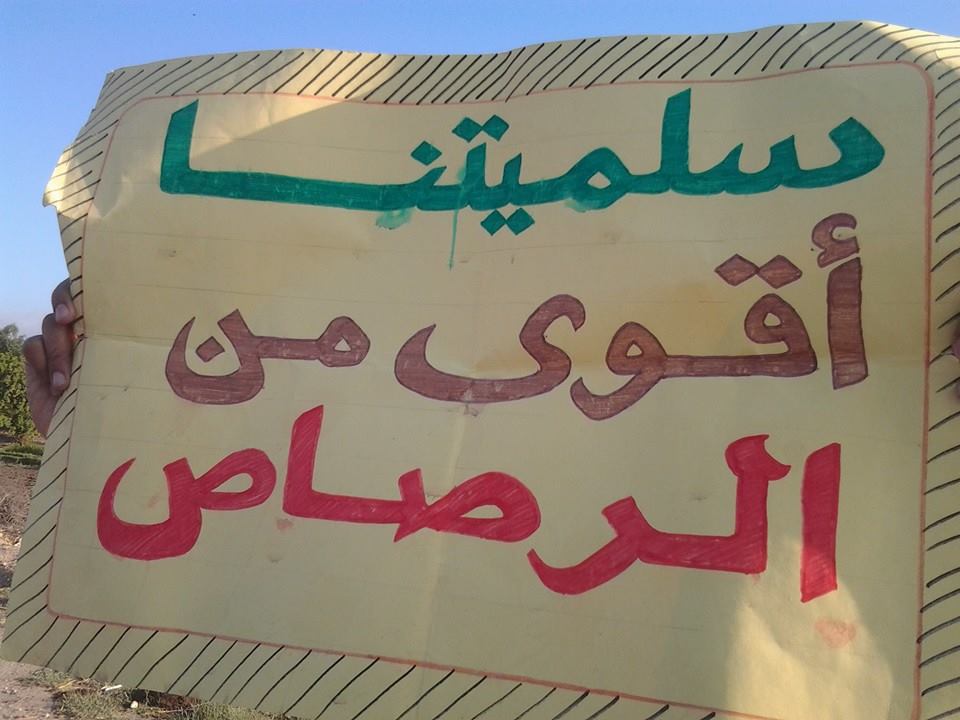 سلميتنا
أقوى من
الرصاص